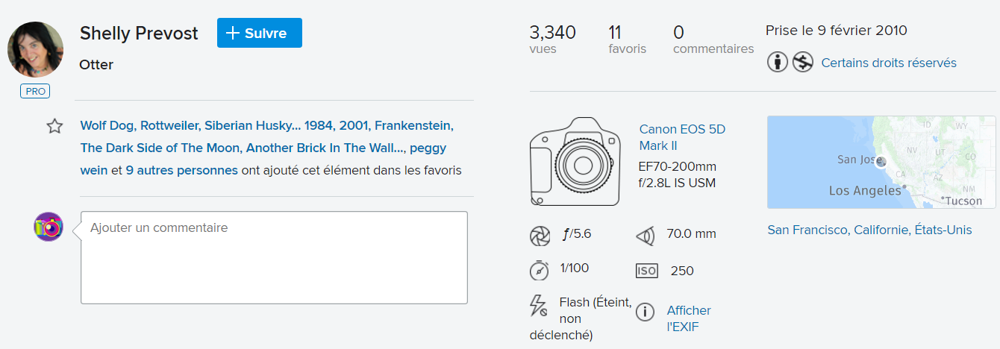 Shelly Prevost
+ Suivre
Otter
PRO
Wolf Dog, Rottweiler, Siberian Husky... 1984, 2001, Frankenstein,
The Dark Side of The Moon, Another Brick In The Wall..., peggy
wein et 9 autres personnes ont ajouté cet élément dans les favoris
Ajouter un commentaire
3,340
vues
11
favoris
0
commentaires
Prise le 9 février 2010
Certains droits réservés
Canon EOS 5D
Mark II
EF70-200mm
f/2.8L IS USM
ƒ/5.6
70.0 mm
1/100
ISO
250
Flash (Éteint,
non
déclenché)
Afficher
l'EXIF
ID
WY
NV
UT
CO
San Jose
CA
AZ
NM
Los Angeles
Tucson
San Francisco, Californie, États-Unis